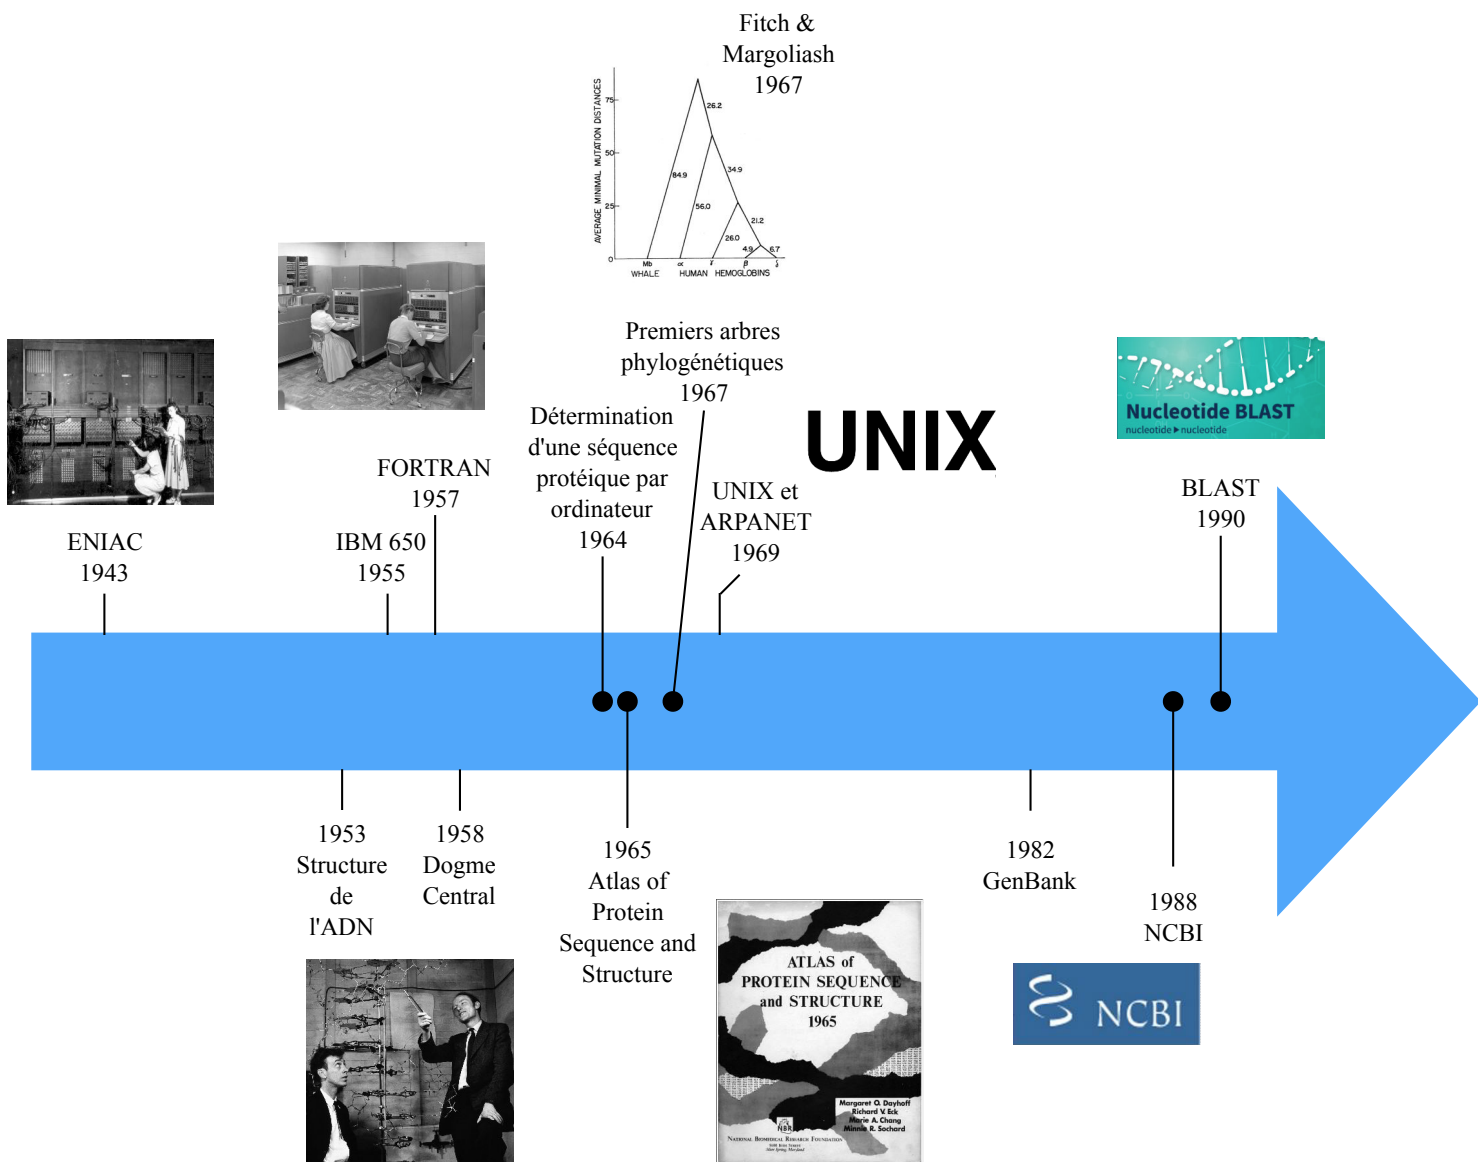 Fitch &
Margoliash
1967
AVERAGE MINIMAL MUTATION DISTANCES
75
50
25
0
26.2
84.9
34.9
56.0
21.2
26.0
4.9
6.7
Mb
α
γ
β
δ
WHALE
HUMAN HEMOGLOBINS
Premiers arbres
phylogénétiques
1967
UNIX
Nucleotide BLAST
nucleotide ▶ nucleotide
Détermination
d'une séquence
protéique par
ordinateur
1964
FORTRAN
1957
UNIX et
ARPANET
1969
BLAST
1990
ENIAC
1943
IBM 650
1955
1953
Structure
de
l'ADN
1958
Dogme
Central
1965
Atlas of
Protein
Sequence and
Structure
1982
GenBank
1988
NCBI
ATLAS of
PROTEIN SEQUENCE
and STRUCTURE
1965
Margaret O. Dayhoff
Richard V. Eck
Marie A. Chang
Minnie R. Sochard
NBR
NATIONAL BIOMEDICAL RESEARCH FOUNDATION
Silver Spring, Maryland
NCBI